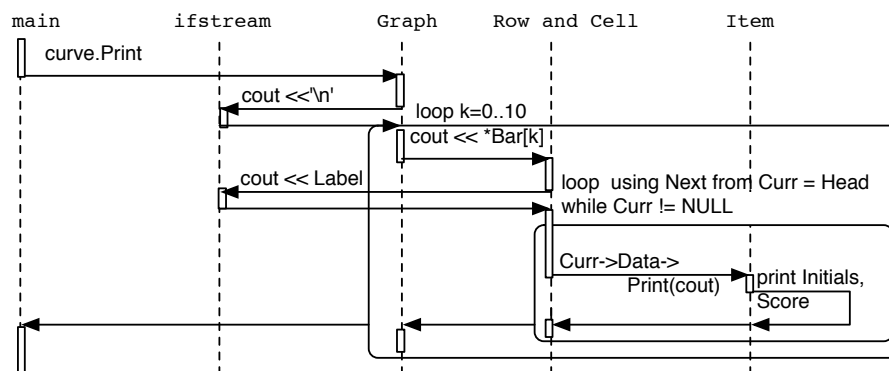 main ifstream Graph Row and Cell Item
curve.Print
cout <<'\n'
loop k=0..10
cout << *Bar[k]
cout << Label
loop using Next from Curr = Head
while Curr != NULL
Curr->Data->
Print(cout)
print Initials,
Score